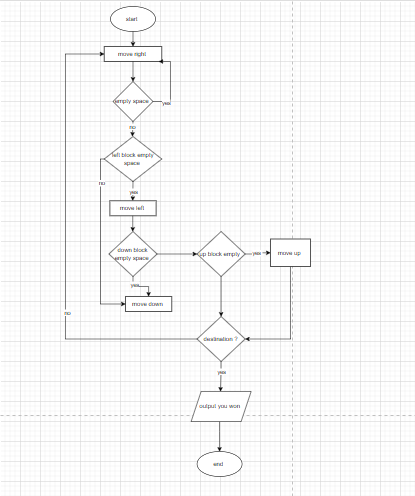 start
move right
empty space
yes
no
left block empty
space
no
yes
move left
down block
empty space
up block empty
yes
move up
yes
move down
no
destination ?
yes
output you won
end